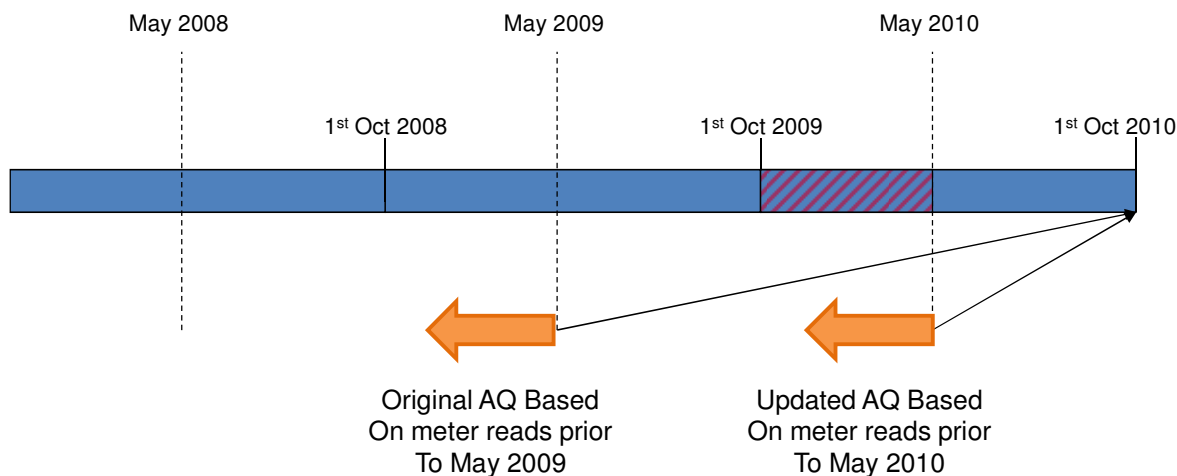 May 2008
May 2009
May 2010
1st Oct 2008
1st Oct 2009
1st Oct 2010
Original AQ Based
On meter reads prior
To May 2009
Updated AQ Based
On meter reads prior
To May 2010